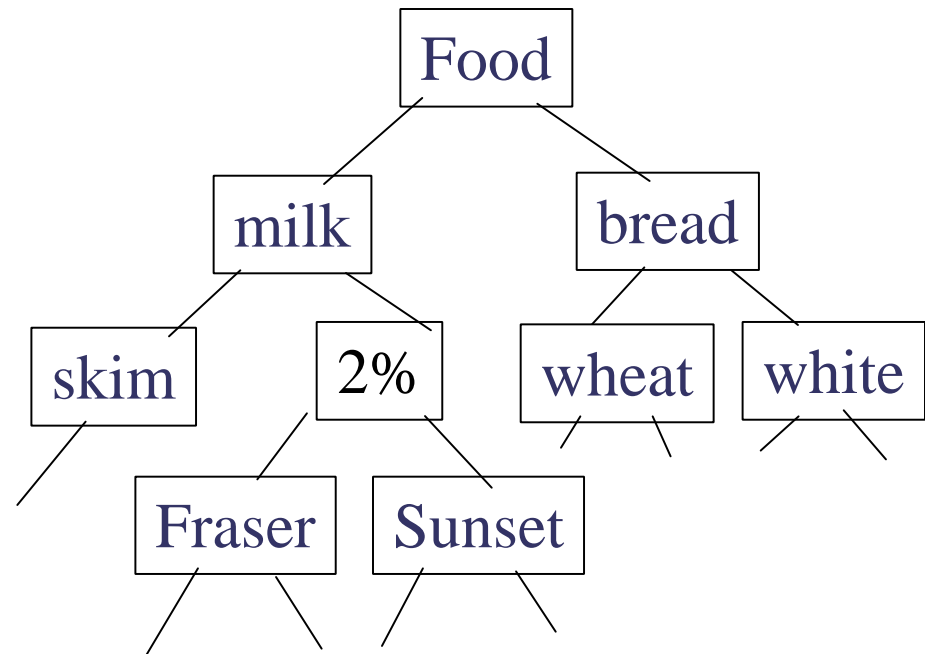 Food
milk
bread
skim
2%
wheat
white
Fraser
Sunset